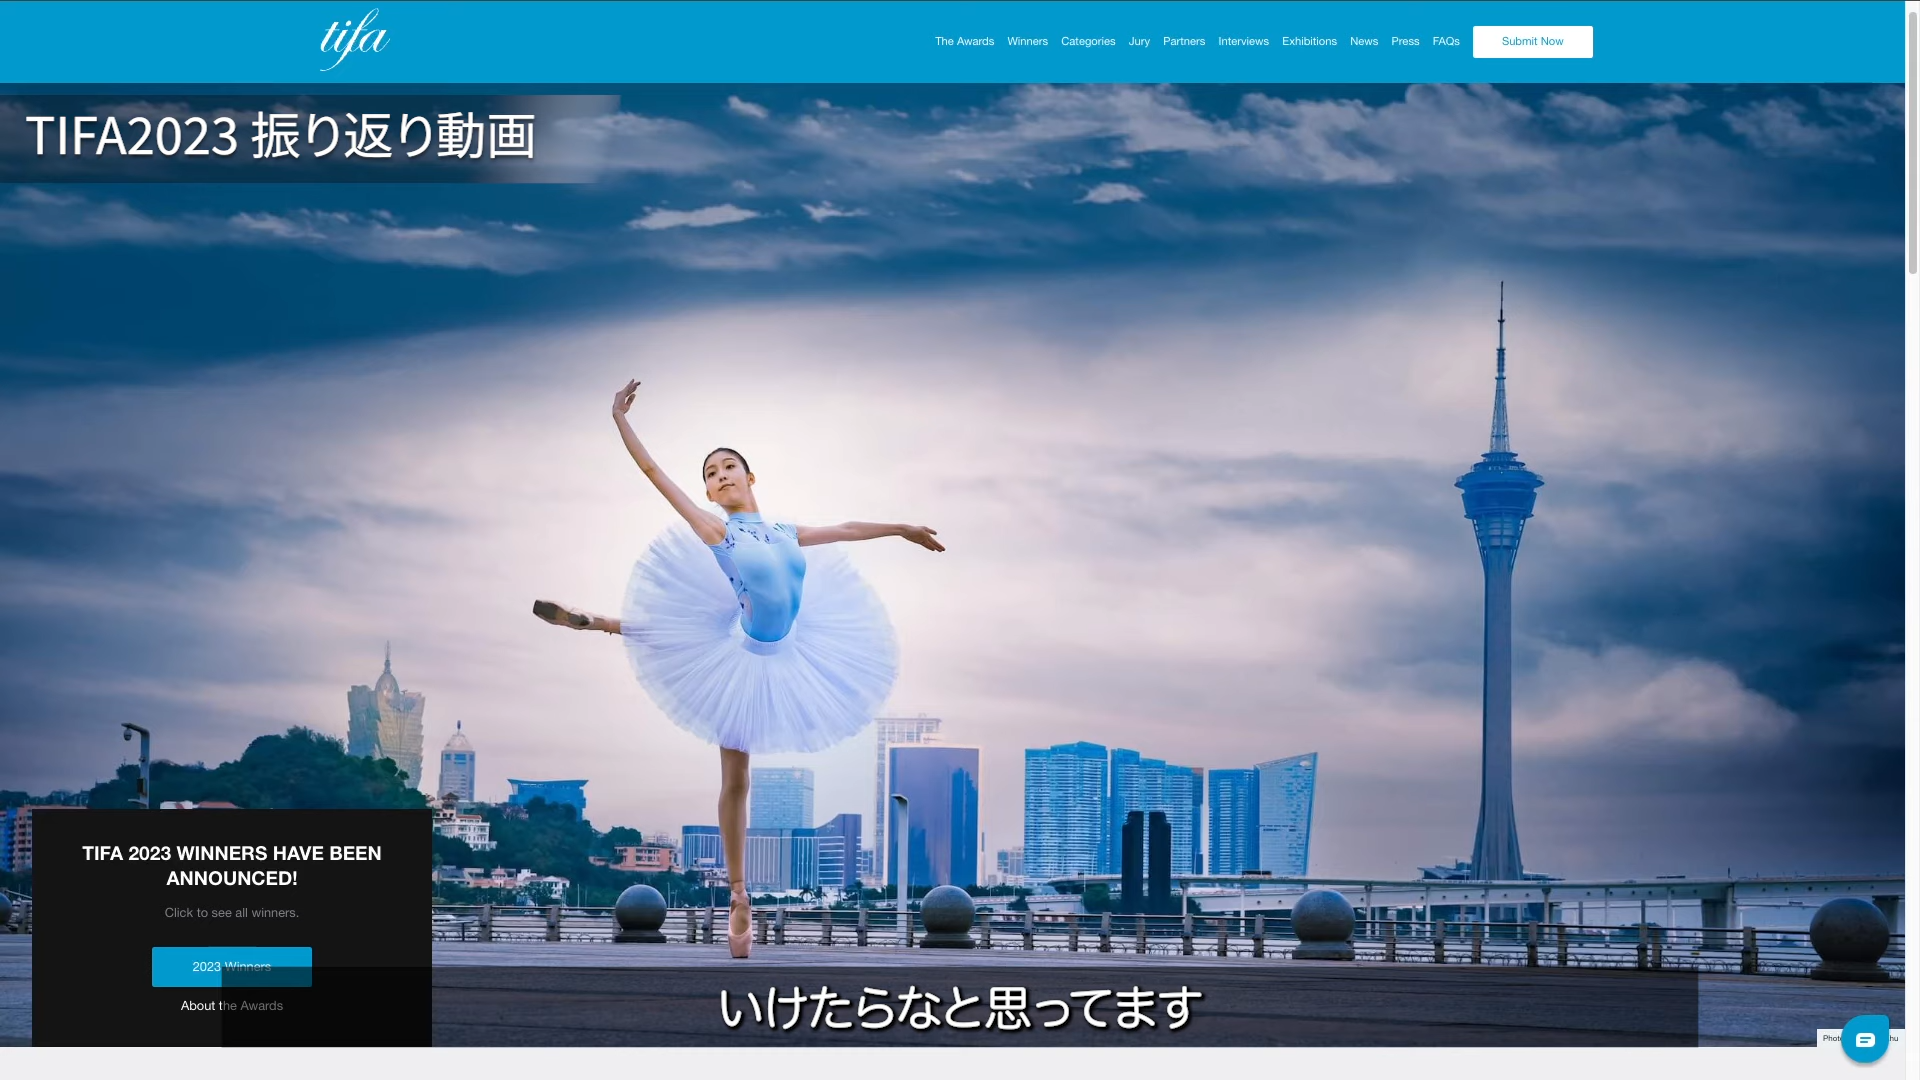 tifa
The Awards Winners Categories Jury Partners Interviews Exhibitions News Press FAQs Submit Now
TIFA2023 振り返り動画
TIFA 2023 WINNERS HAVE BEEN
ANNOUNCED!
Click to see all winners.
2023 Winners
About the Awards
いけたらなと思ってます